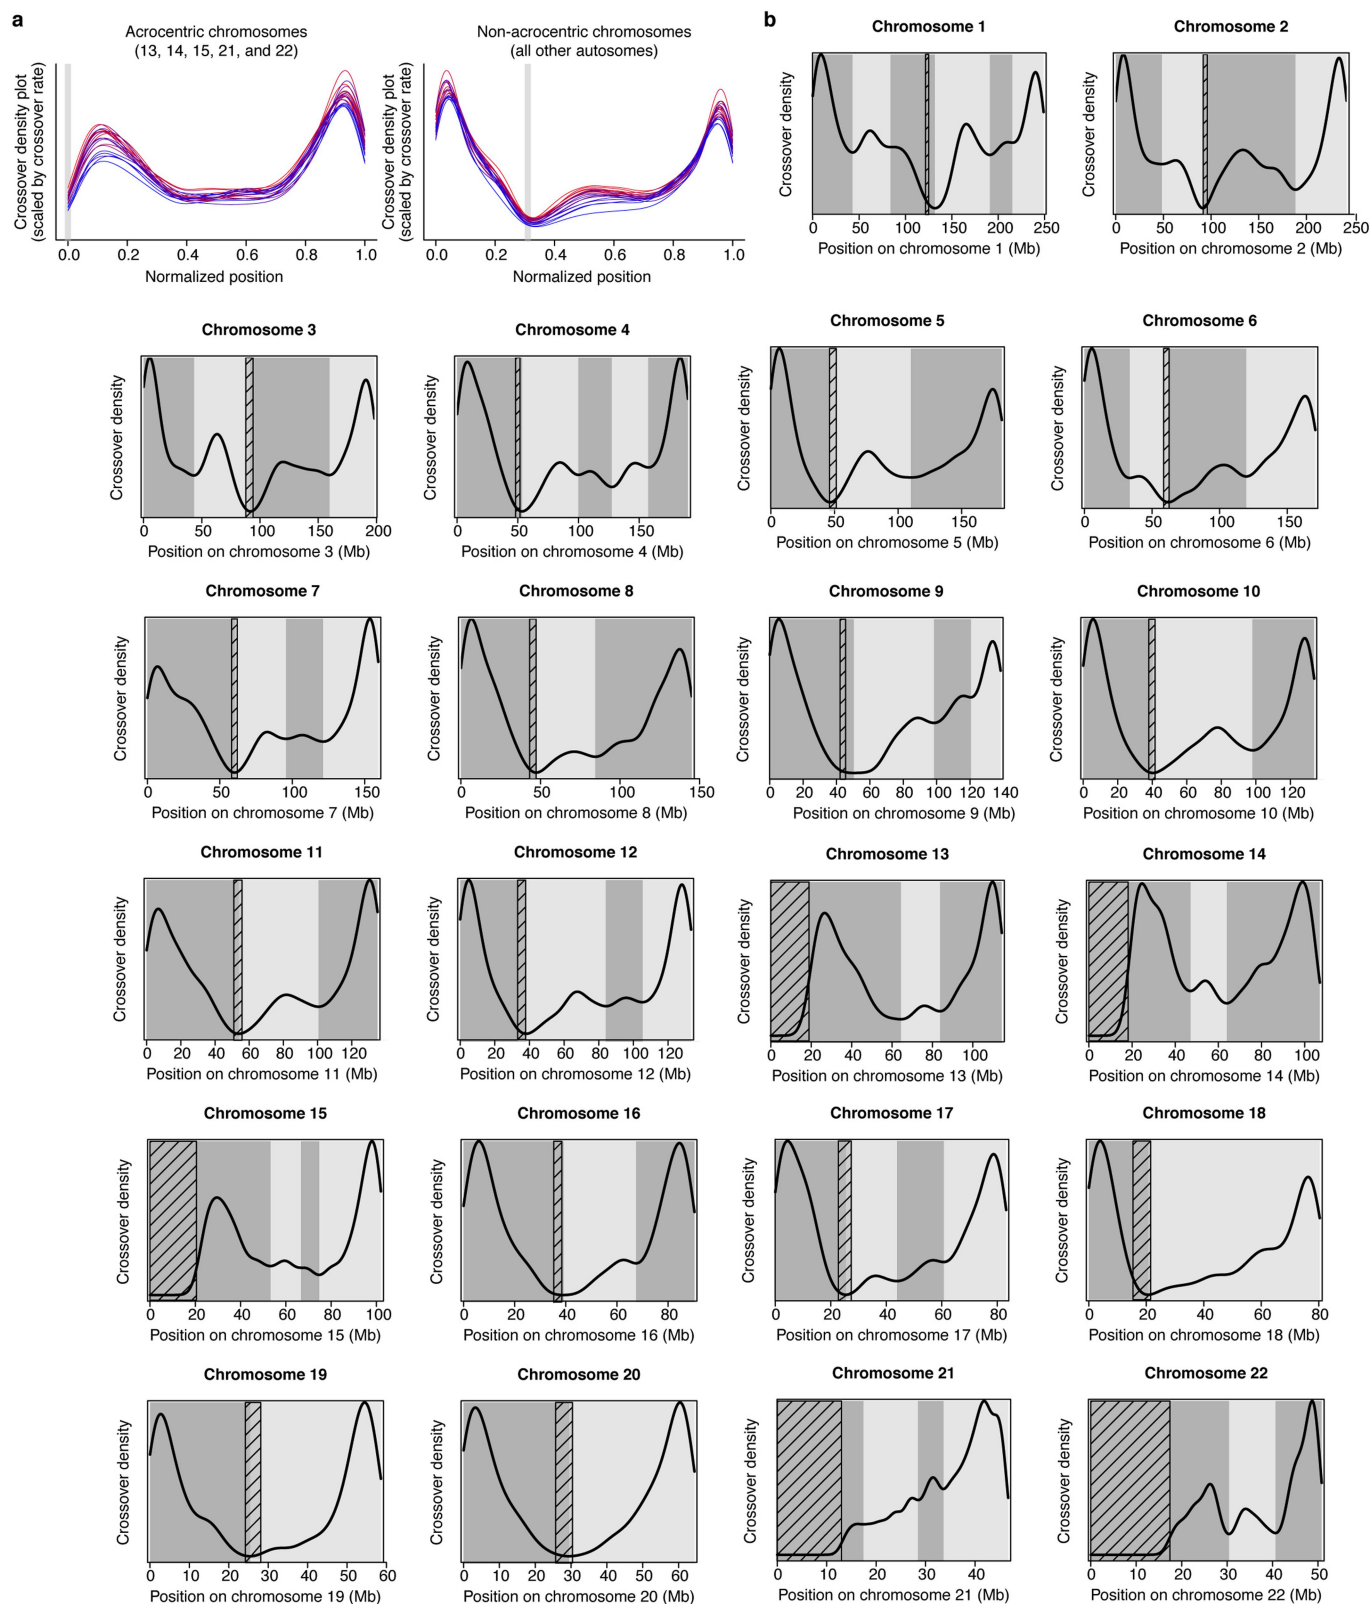 a
Acrocentric chromosomes
(13, 14, 15, 21, and 22)
Crossover density plot
(scaled by crossover rate)
0.0 0.2 0.4 0.6 0.8 1.0
Normalized position
Non-acrocentric chromosomes
(all other autosomes)
Crossover density plot
(scaled by crossover rate)
0.0 0.2 0.4 0.6 0.8 1.0
Normalized position
b
Chromosome 1
Crossover density
0 50 100 150 200 250
Position on chromosome 1 (Mb)
Chromosome 2
Crossover density
0 50 100 150 200 250
Position on chromosome 2 (Mb)
Chromosome 3
Crossover density
0 50 100 150 200
Position on chromosome 3 (Mb)
Chromosome 4
Crossover density
0 50 100 150
Position on chromosome 4 (Mb)
Chromosome 5
Crossover density
0 50 100 150
Position on chromosome 5 (Mb)
Chromosome 6
Crossover density
0 50 100 150
Position on chromosome 6 (Mb)
Chromosome 7
Crossover density
0 50 100 150
Position on chromosome 7 (Mb)
Chromosome 8
Crossover density
0 50 100 150
Position on chromosome 8 (Mb)
Chromosome 9
Crossover density
0 20 40 60 80 100 120 140
Position on chromosome 9 (Mb)
Chromosome 10
Crossover density
0 20 40 60 80 100 120
Position on chromosome 10 (Mb)
Chromosome 11
Crossover density
0 20 40 60 80 100 120
Position on chromosome 11 (Mb)
Chromosome 12
Crossover density
0 20 40 60 80 100 120
Position on chromosome 12 (Mb)
Chromosome 13
Crossover density
0 20 40 60 80 100
Position on chromosome 13 (Mb)
Chromosome 14
Crossover density
0 20 40 60 80 100
Position on chromosome 14 (Mb)
Chromosome 15
Crossover density
0 20 40 60 80 100
Position on chromosome 15 (Mb)
Chromosome 16
Crossover density
0 20 40 60 80
Position on chromosome 16 (Mb)
Chromosome 17
Crossover density
0 20 40 60 80
Position on chromosome 17 (Mb)
Chromosome 18
Crossover density
0 20 40 60 80
Position on chromosome 18 (Mb)
Chromosome 19
Crossover density
0 10 20 30 40 50 60
Position on chromosome 19 (Mb)
Chromosome 20
Crossover density
0 10 20 30 40 50 60
Position on chromosome 20 (Mb)
Chromosome 21
Crossover density
0 10 20 30 40
Position on chromosome 21 (Mb)
Chromosome 22
Crossover density
0 10 20 30 40 50
Position on chromosome 22 (Mb)